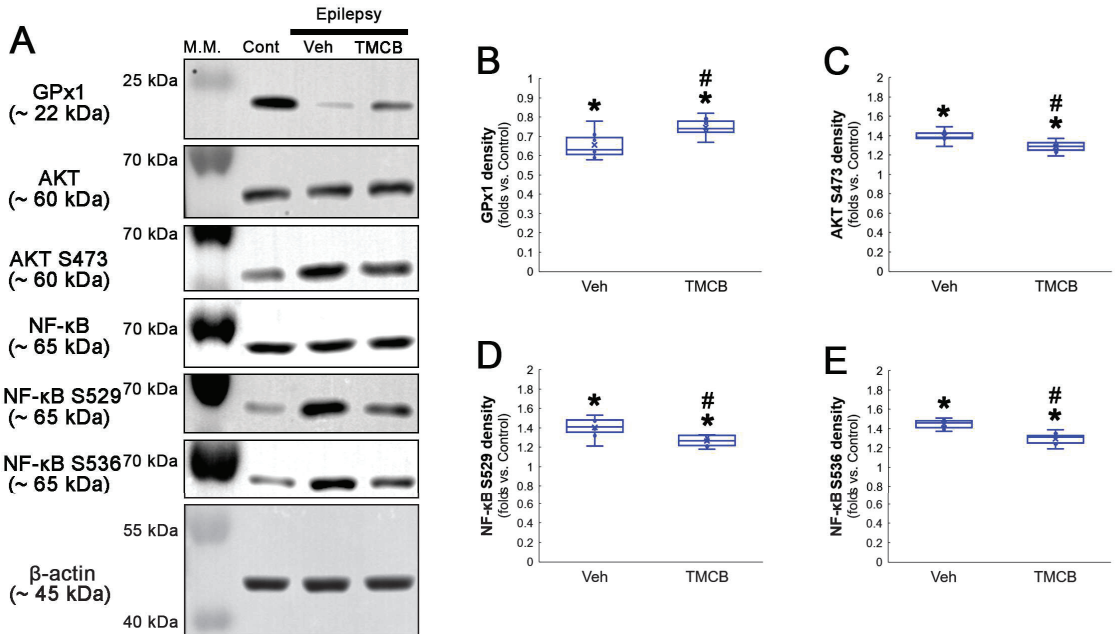 A
Epilepsy
M.M. Cont Veh TMCB
GPx1
(~ 22 kDa)
25 kDa
AKT
(~ 60 kDa)
70 kDa
AKT S473
(~ 60 kDa)
70 kDa
NF-κB
(~ 65 kDa)
70 kDa
NF-κB S529
(~ 65 kDa)
70 kDa
NF-κB S536
(~ 65 kDa)
70 kDa
β-actin
(~ 45 kDa)
55 kDa
40 kDa
B
GPx1 density
(folds vs. Control)
1
0.9
0.8
0.7
0.6
0.5
0.4
0.3
0.2
0.1
0
*
#
*
Veh TMCB
C
AKT S473 density
(folds vs. Control)
2
1.8
1.6
1.4
1.2
1
0.8
0.6
0.4
0.2
0
*
#
*
Veh TMCB
D
NF-κB S529 density
(folds vs. Control)
2
1.8
1.6
1.4
1.2
1
0.8
0.6
0.4
0.2
0
*
#
*
Veh TMCB
E
NF-κB S536 density
(folds vs. Control)
2
1.8
1.6
1.4
1.2
1
0.8
0.6
0.4
0.2
0
*
#
*
Veh TMCB